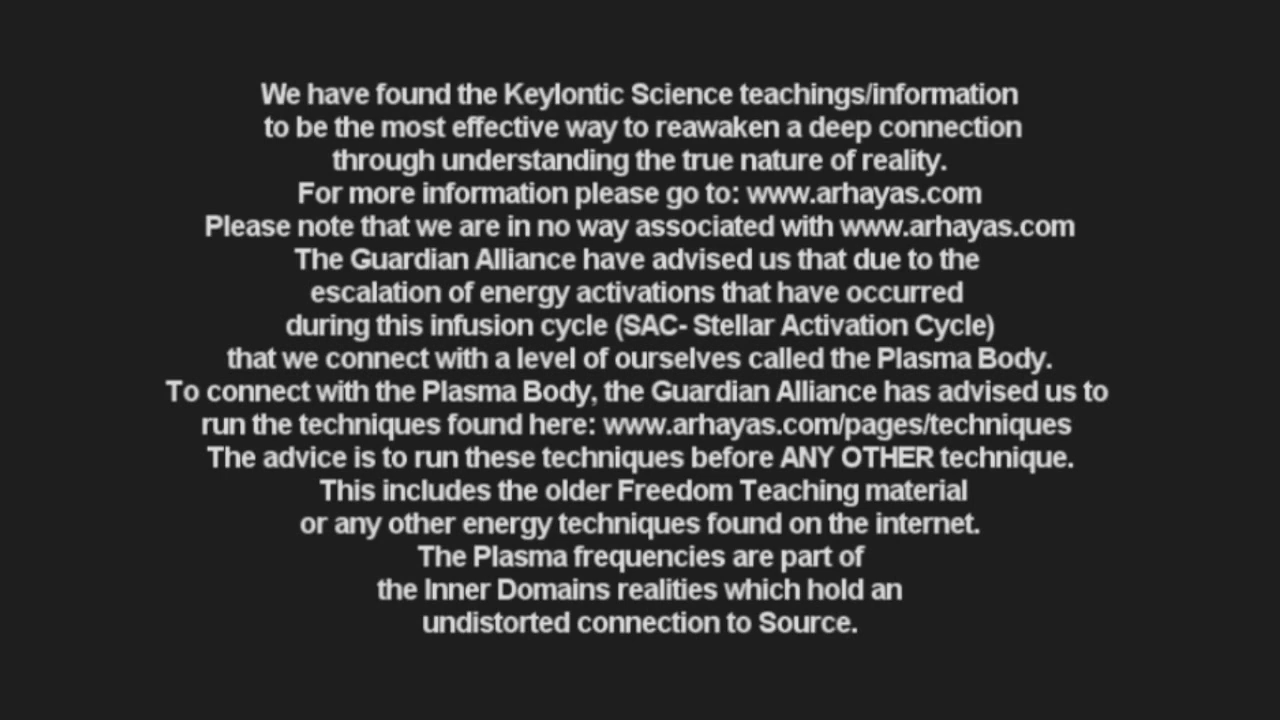 We have found the Keylontic Science teachings/information
to be the most effective way to reawaken a deep connection
through understanding the true nature of reality.
For more information please go to: www.arhayas.com
Please note that we are in no way associated with www.arhayas.com
The Guardian Alliance have advised us that due to the
escalation of energy activations that have occurred
during this infusion cycle (SAC- Stellar Activation Cycle)
that we connect with a level of ourselves called the Plasma Body.
To connect with the Plasma Body, the Guardian Alliance has advised us to
run the techniques found here: www.arhayas.com/pages/techniques
The advice is to run these techniques before ANY OTHER technique.
This includes the older Freedom Teaching material
or any other energy techniques found on the internet.
The Plasma frequencies are part of
the Inner Domains realities which hold an
undistorted connection to Source.